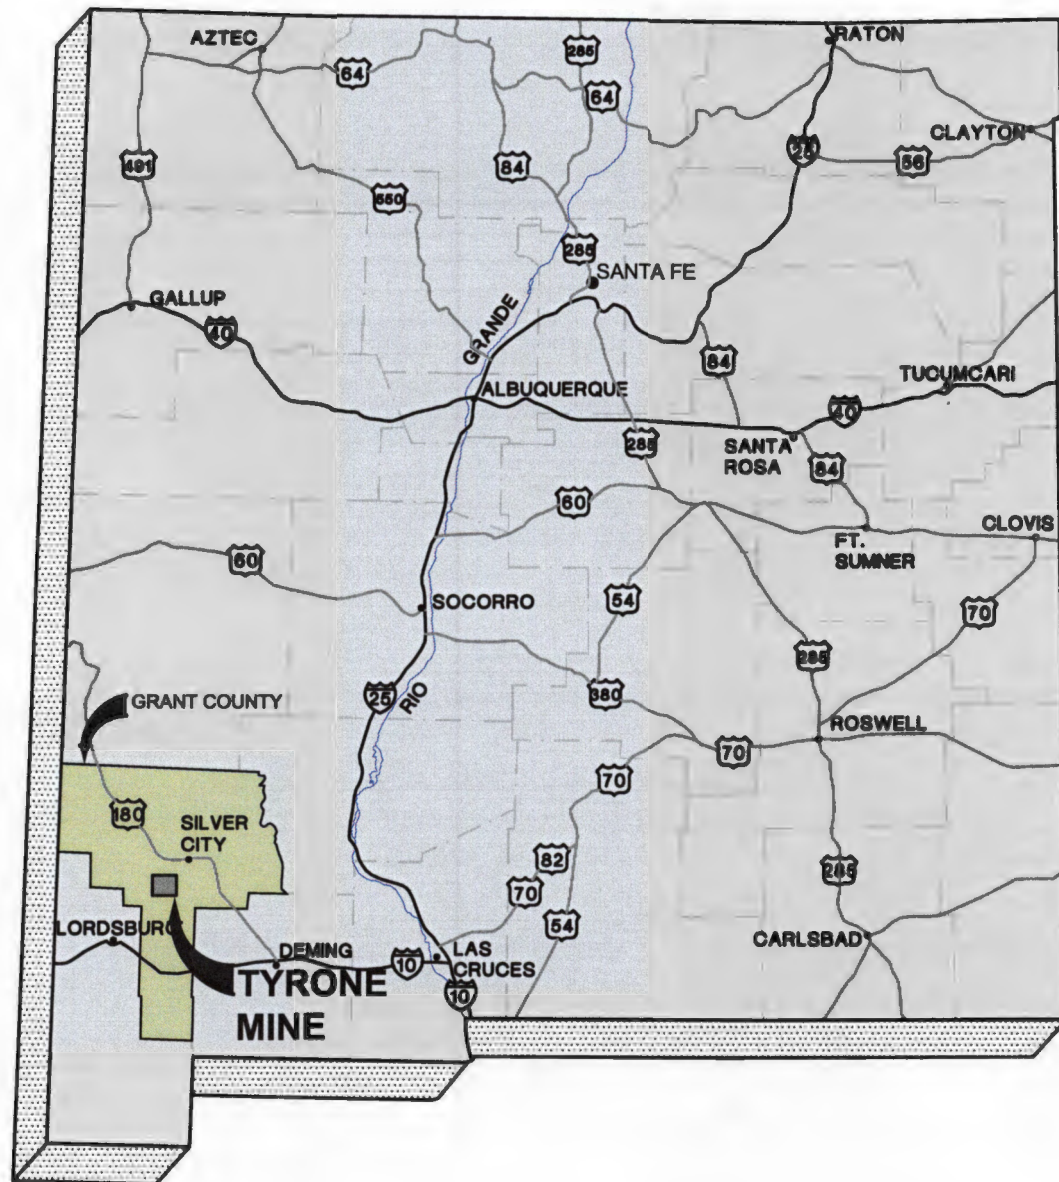 RATON
AZTEC
285
64
64
CLAYTON
491
84
25
56
550
285
SANTA FE
GALLUP
GRANDE
40
84
TUCUMCARI
ALBUQUERQUE
40
285
SANTA
ROSA
84
60
CLOVIS
FT.
SUMNER
60
54
SOCORRO
70
285
25
RIO
380
GRANT COUNTY
ROSWELL
70
70
180
SILVER
CITY
82
285
70
54
LORDSBURG
CARLSBAD
DEMING
10
LAS
CRUCES
10
TYRONE
MINE